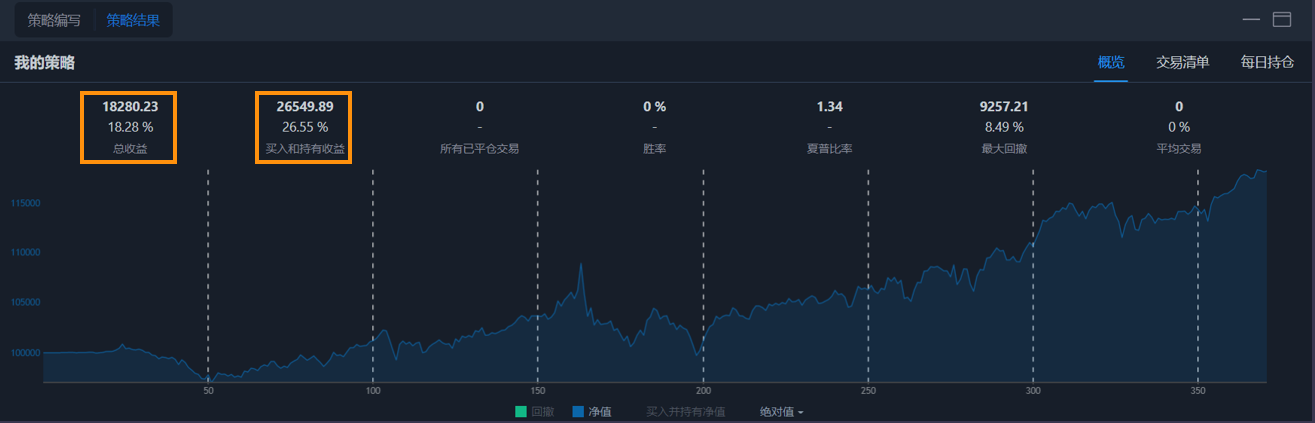 策略编写 策略结果
我的策略 概览 交易清单 每日持仓
18280.23 26549.89 0 0 % 1.34 9257.21 0
18.28 % 26.55 % - - - 8.49 % 0 %
总收益 买入和持有收益 所有已平仓交易 胜率 夏普比率 最大回撤 平均交易
115000
110000
105000
100000
50 100 150 200 250 300 350
回撤 净值 买入并持有净值 绝对值